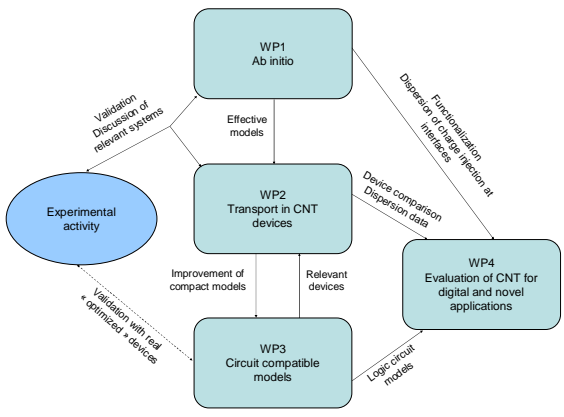 WP1
Ab initio
Validation
Discussion of
relevant systems
Effective
models
Functionalization
Dispersion of charge injection at
interfaces
Experimental
activity
WP2
Transport in CNT
devices
Device comparison
Dispersion data
WP4
Evaluation of CNT for
digital and novel
applications
Improvement of
compact models
Relevant
devices
Validation with real
« optimized » devices
WP3
Circuit compatible
models
Logic circuit
models